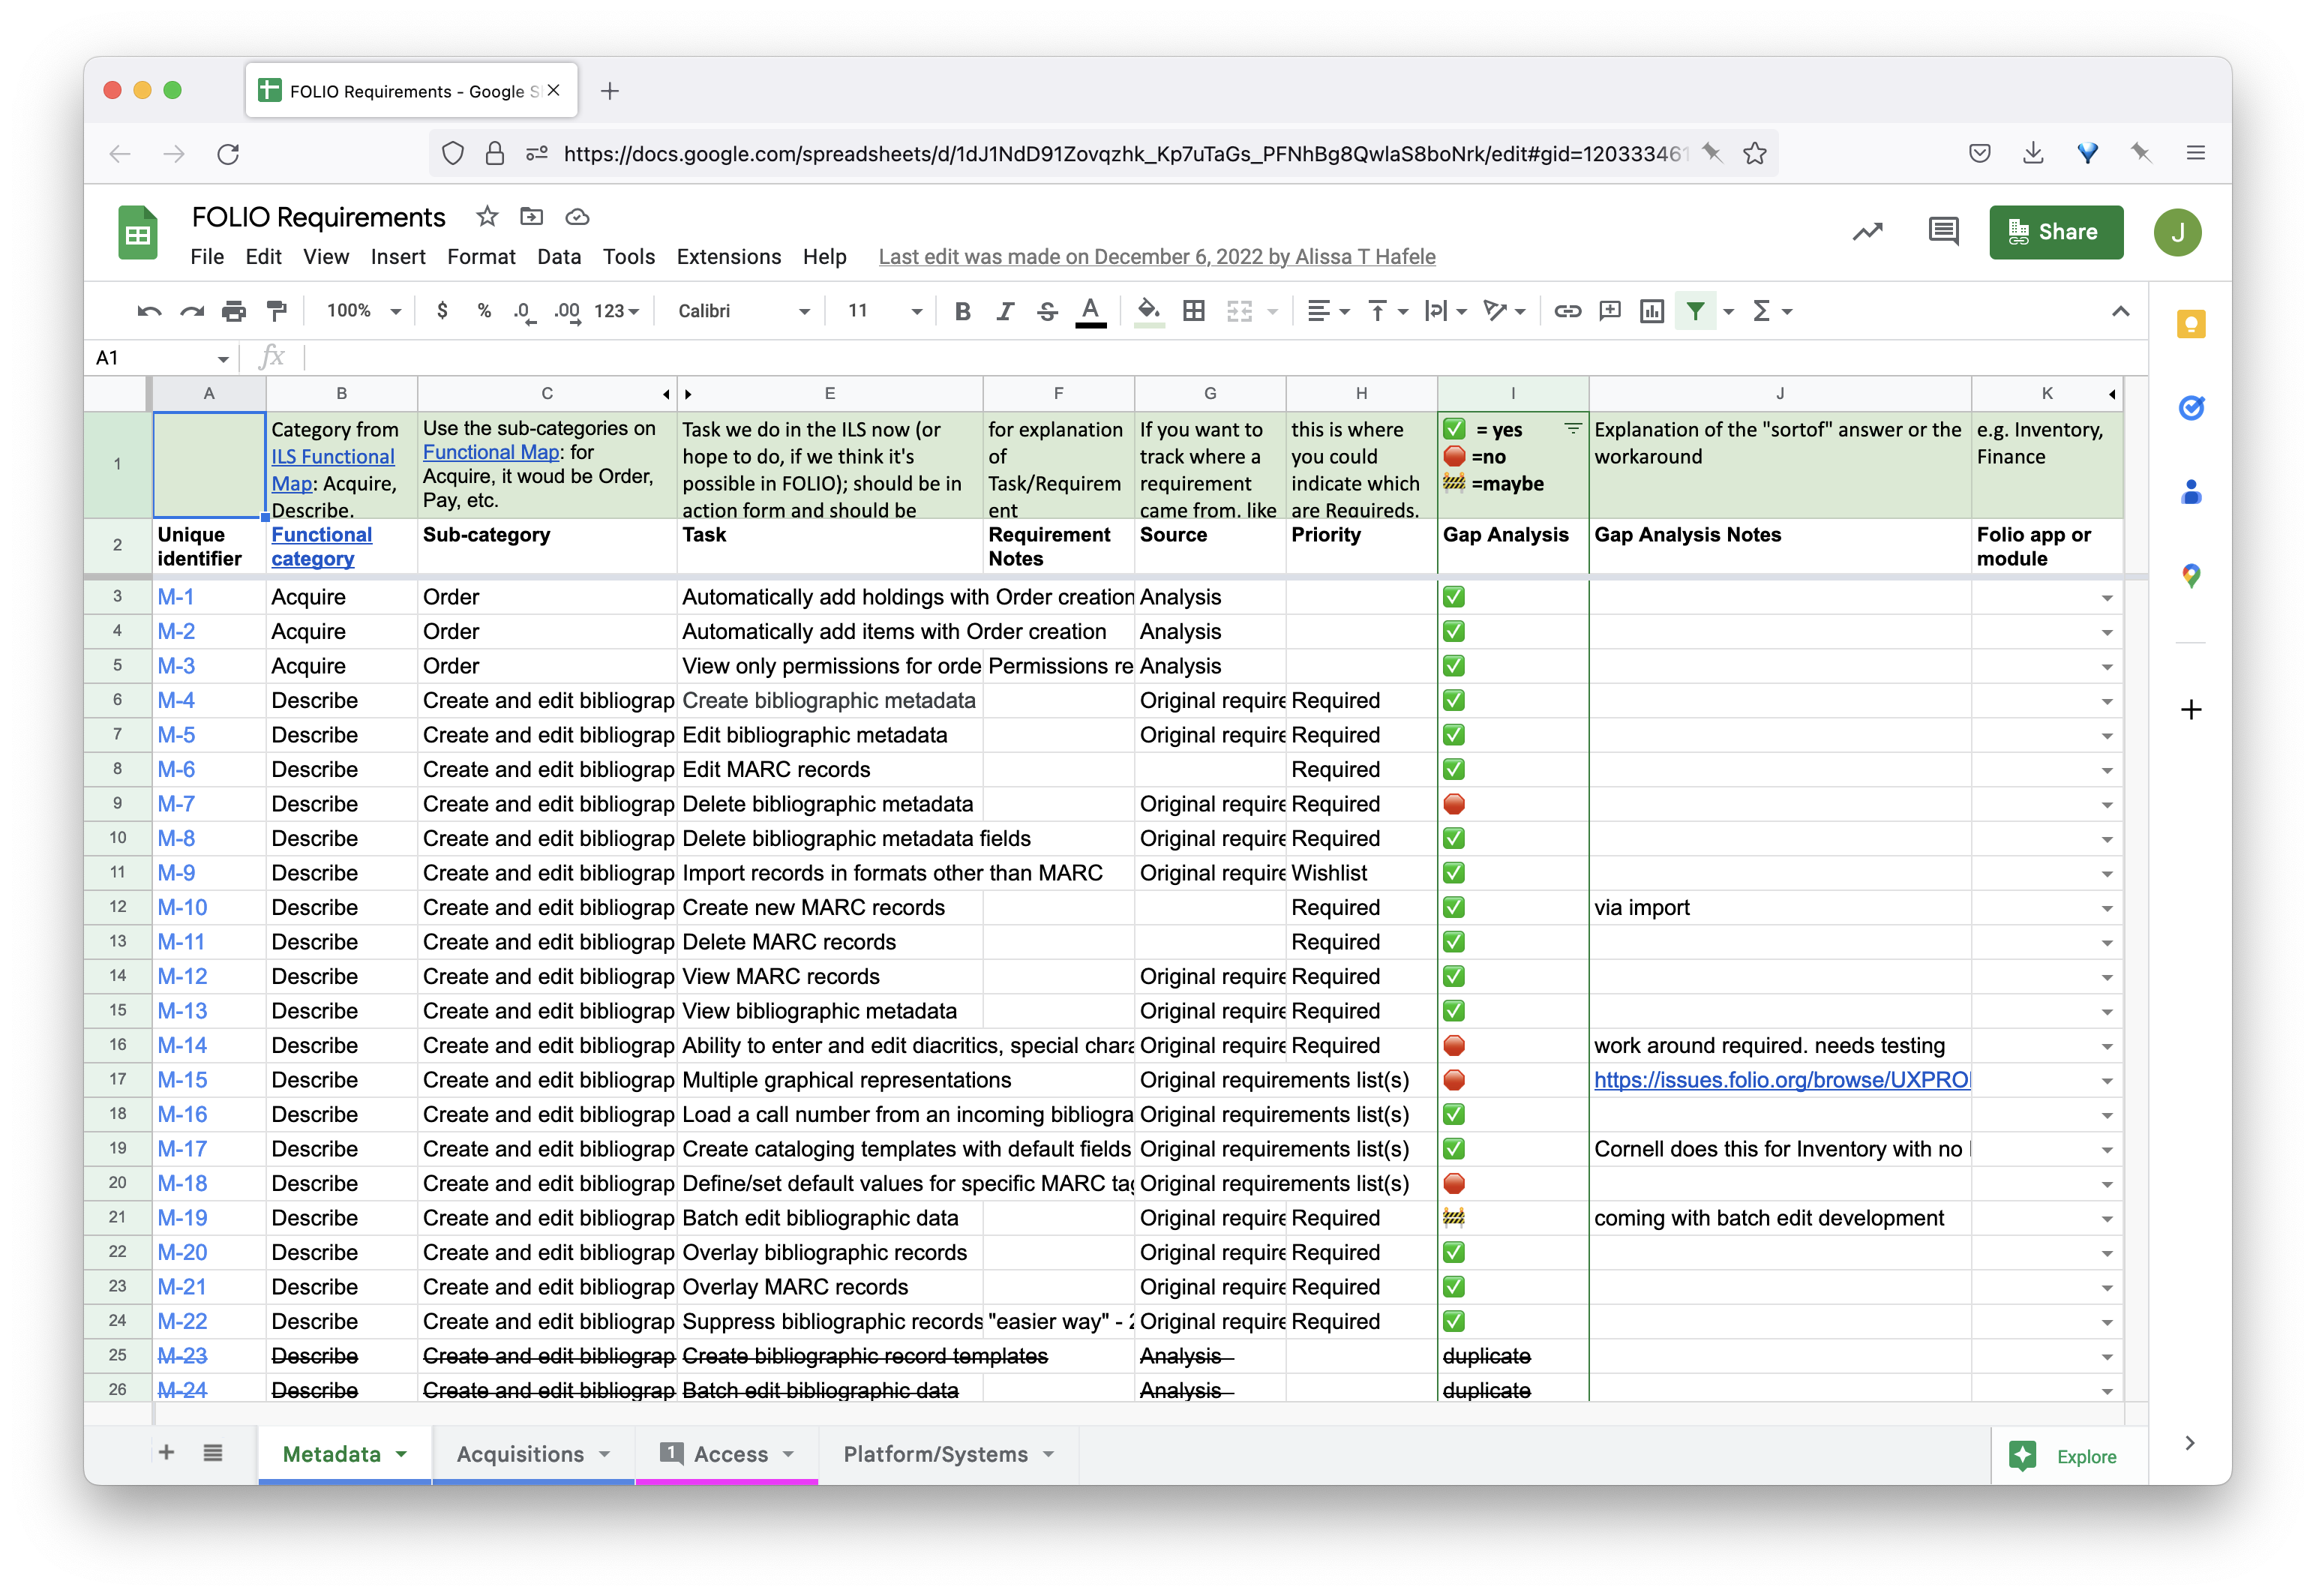 FOLIO Requirements - Google S
https://docs.google.com/spreadsheets/d/1dJ1NdD91Zovqzhk_Kp7uTaGs_PFNhBg8QwlaS8boNrk/edit#gid=120333461
FOLIO Requirements
Share
J
File Edit View Insert Format Data Tools Extensions Help Last edit was made on December 6, 2022 by Alissa T Hafele
100% $ % .0 .00 123 Calibri 11 B I S A
A1 fx
A B C E F G H I J K
1
Category from
ILS Functional
Map: Acquire,
Describe.
Use the sub-categories on
Functional Map: for
Acquire, it woud be Order,
Pay, etc.
Task we do in the ILS now (or
hope to do, if we think it's
possible in FOLIO); should be in
action form and should be
for explanation
of
Task/Requirem
ent
If you want to
track where a
requirement
came from. like
this is where
you could
indicate which
are Requireds.
✅ = yes
🛑 =no
🚧 =maybe
Explanation of the "sortof" answer or the
workaround
e.g. Inventory,
Finance
2
Unique
identifier
Functional
category
Sub-category
Task
Requirement
Notes
Source
Priority
Gap Analysis
Gap Analysis Notes
Folio app or
module
3 M-1 Acquire Order Automatically add holdings with Order creation Analysis ✅
4 M-2 Acquire Order Automatically add items with Order creation Analysis ✅
5 M-3 Acquire Order View only permissions for orde Permissions re Analysis ✅
6 M-4 Describe Create and edit bibliograp Create bibliographic metadata Original require Required ✅
7 M-5 Describe Create and edit bibliograp Edit bibliographic metadata Original require Required ✅
8 M-6 Describe Create and edit bibliograp Edit MARC records Required ✅
9 M-7 Describe Create and edit bibliograp Delete bibliographic metadata Original require Required 🛑
10 M-8 Describe Create and edit bibliograp Delete bibliographic metadata fields Original require Required ✅
11 M-9 Describe Create and edit bibliograp Import records in formats other than MARC Original require Wishlist ✅
12 M-10 Describe Create and edit bibliograp Create new MARC records Required ✅ via import
13 M-11 Describe Create and edit bibliograp Delete MARC records Required ✅
14 M-12 Describe Create and edit bibliograp View MARC records Original require Required ✅
15 M-13 Describe Create and edit bibliograp View bibliographic metadata Original require Required ✅
16 M-14 Describe Create and edit bibliograp Ability to enter and edit diacritics, special chara Original require Required 🛑 work around required. needs testing
17 M-15 Describe Create and edit bibliograp Multiple graphical representations Original requirements list(s) 🛑 https://issues.folio.org/browse/UXPRO
18 M-16 Describe Create and edit bibliograp Load a call number from an incoming bibliogra Original requirements list(s) ✅
19 M-17 Describe Create and edit bibliograp Create cataloging templates with default fields Original requirements list(s) ✅ Cornell does this for Inventory with no
20 M-18 Describe Create and edit bibliograp Define/set default values for specific MARC tag Original requirements list(s) 🛑
21 M-19 Describe Create and edit bibliograp Batch edit bibliographic data Original require Required 🚧 coming with batch edit development
22 M-20 Describe Create and edit bibliograp Overlay bibliographic records Original require Required ✅
23 M-21 Describe Create and edit bibliograp Overlay MARC records Original require Required ✅
24 M-22 Describe Create and edit bibliograp Suppress bibliographic records "easier way" - 2 Original require Required ✅
25 M-23 Describe Create and edit bibliograp Create bibliographic record templates Analysis duplicate
26 M-24 Describe Create and edit bibliograp Batch edit bibliographic data Analysis duplicate
Metadata Acquisitions 1 Access Platform/Systems Explore